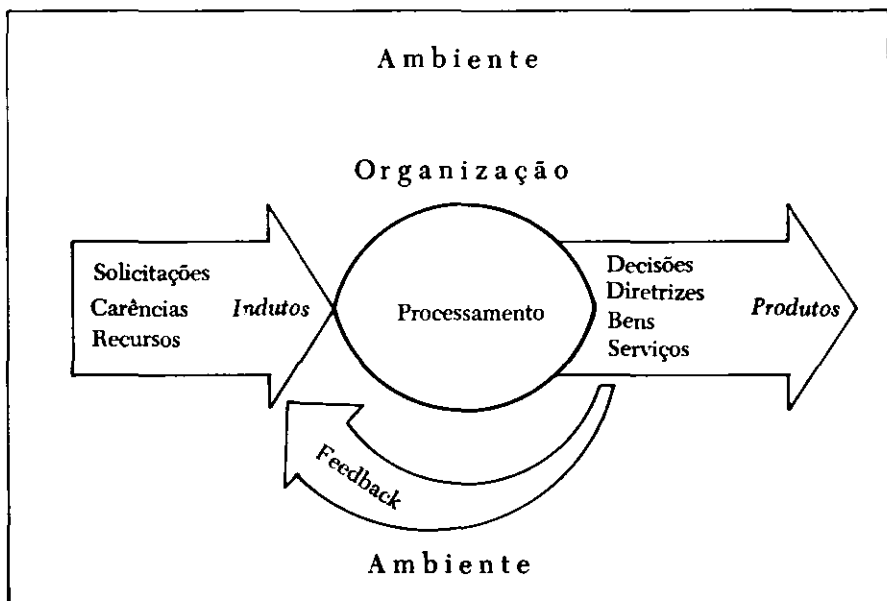 Ambiente
Organização
Solicitações
Carências
Recursos
Indutos
Processamento
Decisões
Diretrizes
Bens
Serviços
Produtos
Feedback
Ambiente